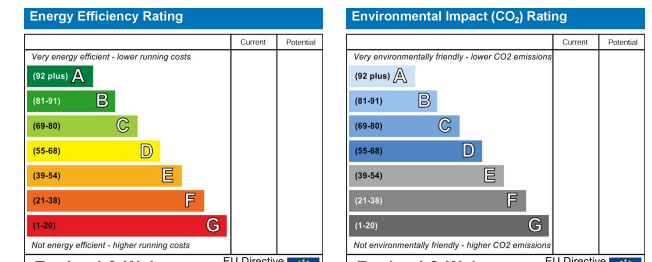 Energy Efficiency Rating
Current Potential
Very energy efficient - lower running costs
(92 plus) A
(81-91) B
(69-80) C
(55-68) D
(39-54) E
(21-38) F
(1-20) G
Not energy efficient - higher running costs
EU Directive
Environmental Impact (CO₂) Rating
Current Potential
Very environmentally friendly - lower CO2 emissions
(92 plus) A
(81-91) B
(69-80) C
(55-68) D
(39-54) E
(21-38) F
(1-20) G
Not environmentally friendly - higher CO2 emissions
EU Directive